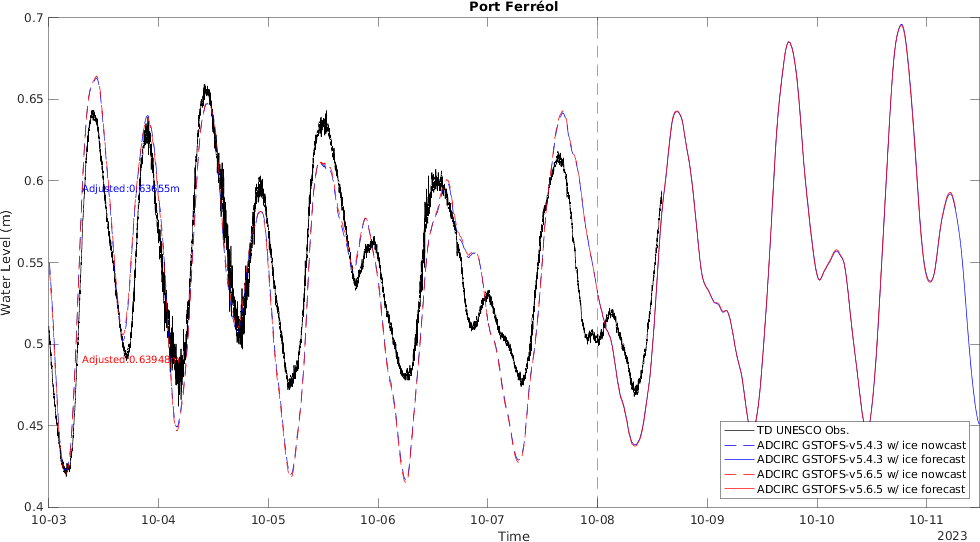 Port Ferréol
Water Level (m)
0.7
0.65
0.6
0.55
0.5
0.45
0.4
Adjusted:0.63655m
Adjusted:0.63948m
TD UNESCO Obs.
ADCIRC GSTOFS-v5.4.3 w/ ice nowcast
ADCIRC GSTOFS-v5.4.3 w/ ice forecast
ADCIRC GSTOFS-v5.6.5 w/ ice nowcast
ADCIRC GSTOFS-v5.6.5 w/ ice forecast
10-03 10-04 10-05 10-06 10-07 10-08 10-09 10-10 10-11
Time
2023